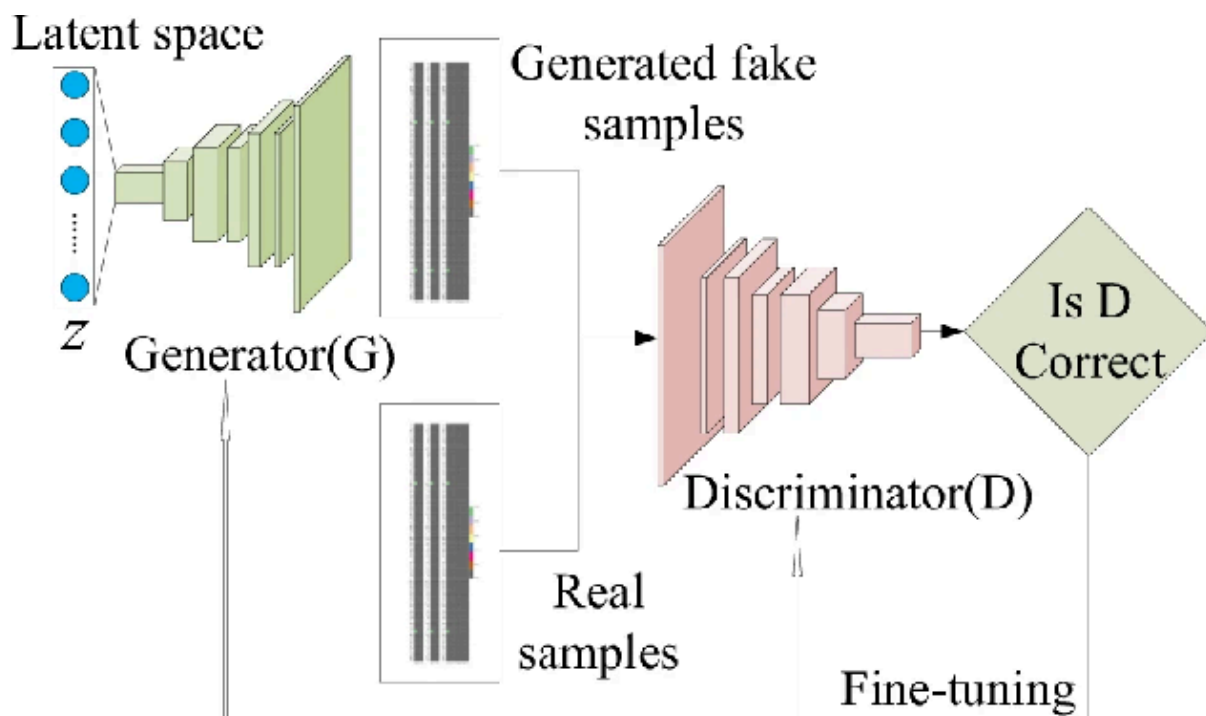 Latent space
Generated fake
samples
z
Generator(G)
Is D
Correct
Discriminator(D)
Real
samples
Fine-tuning